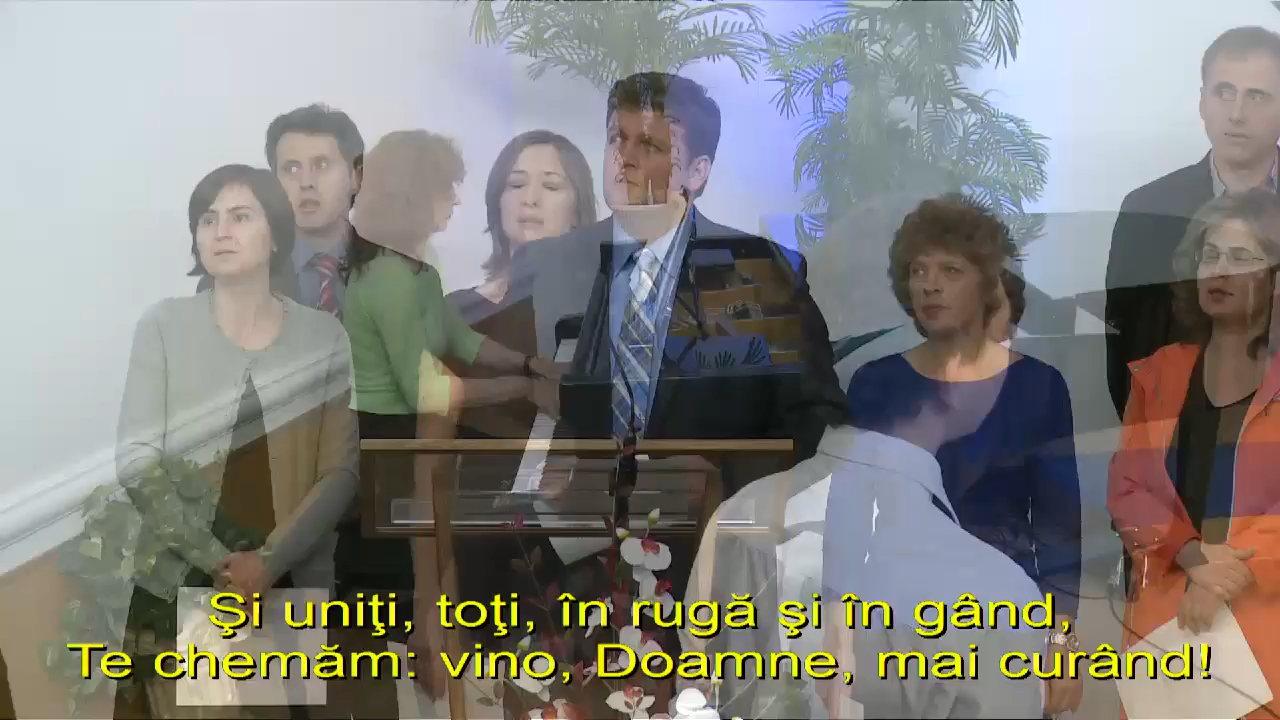 Şi uniţi, toţi, în rugă şi în gând,
Te chemăm: vino, Doamne, mai curând!